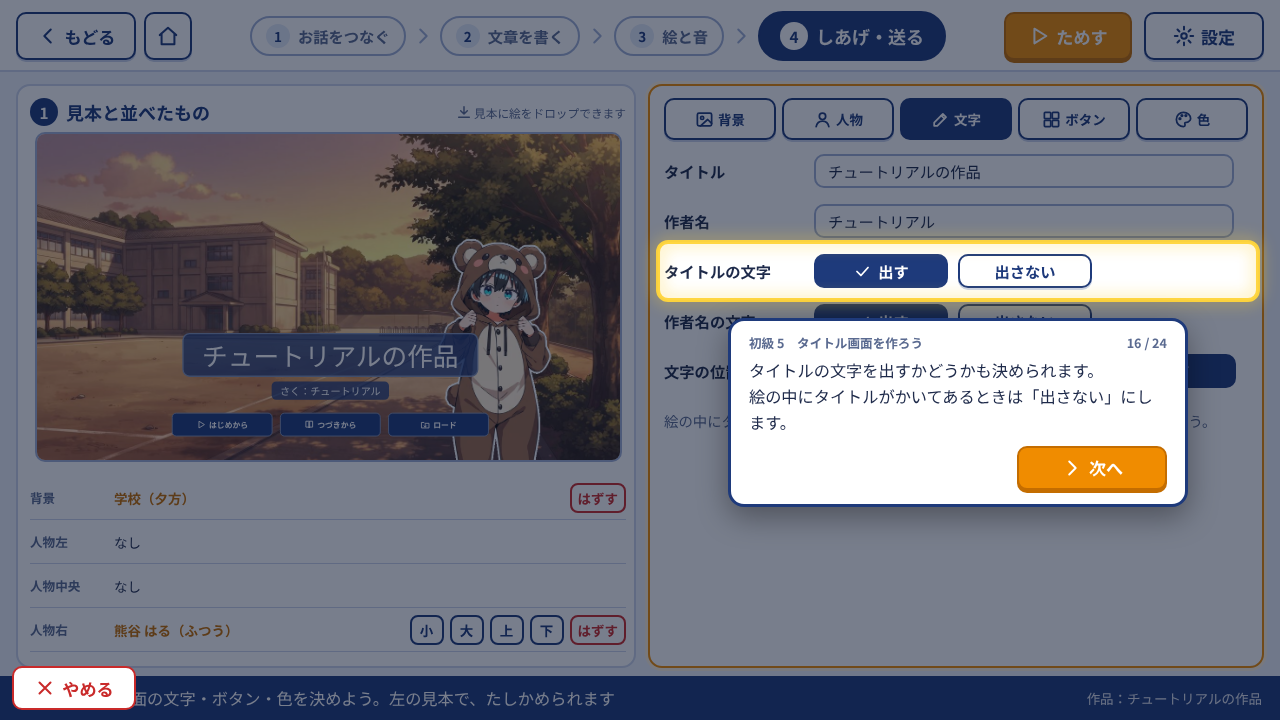 もどる
1 お話をつなぐ
2 文章を書く
3 絵と音
4 しあげ・送る
ためす
設定
1 見本と並べたもの
見本に絵をドロップできます
チュートリアルの作品
さく：チュートリアル
はじめから
つづきから
ロード
背景 学校（夕方） はずす
人物左 なし
人物中央 なし
人物右 熊谷 はる（ふつう） 小 大 上 下 はずす
背景
人物
文字
ボタン
色
タイトル チュートリアルの作品
作者名 チュートリアル
タイトルの文字 出す 出さない
作者名の文
文字の位
絵の中に
う。
初級 5 タイトル画面を作ろう 16 / 24
タイトルの文字を出すかどうかも決められます。
絵の中にタイトルがかいてあるときは「出さない」にし
ます。
次へ
やめる
面の文字・ボタン・色を決めよう。左の見本で、たしかめられます
作品：チュートリアルの作品